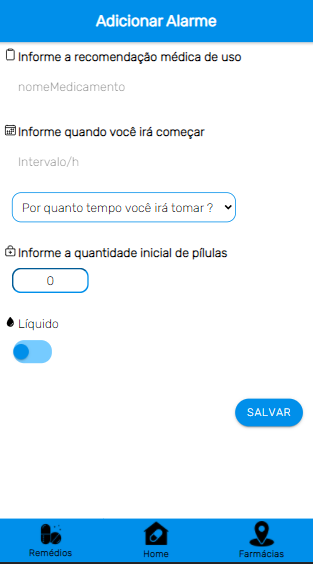 Adicionar Alarme
Informe a recomendação médica de uso
nomeMedicamento
Informe quando você irá começar
Intervalo/h
Por quanto tempo você irá tomar ?
Informe a quantidade inicial de pílulas
0
Líquido
SALVAR
Remédios Home Farmácias